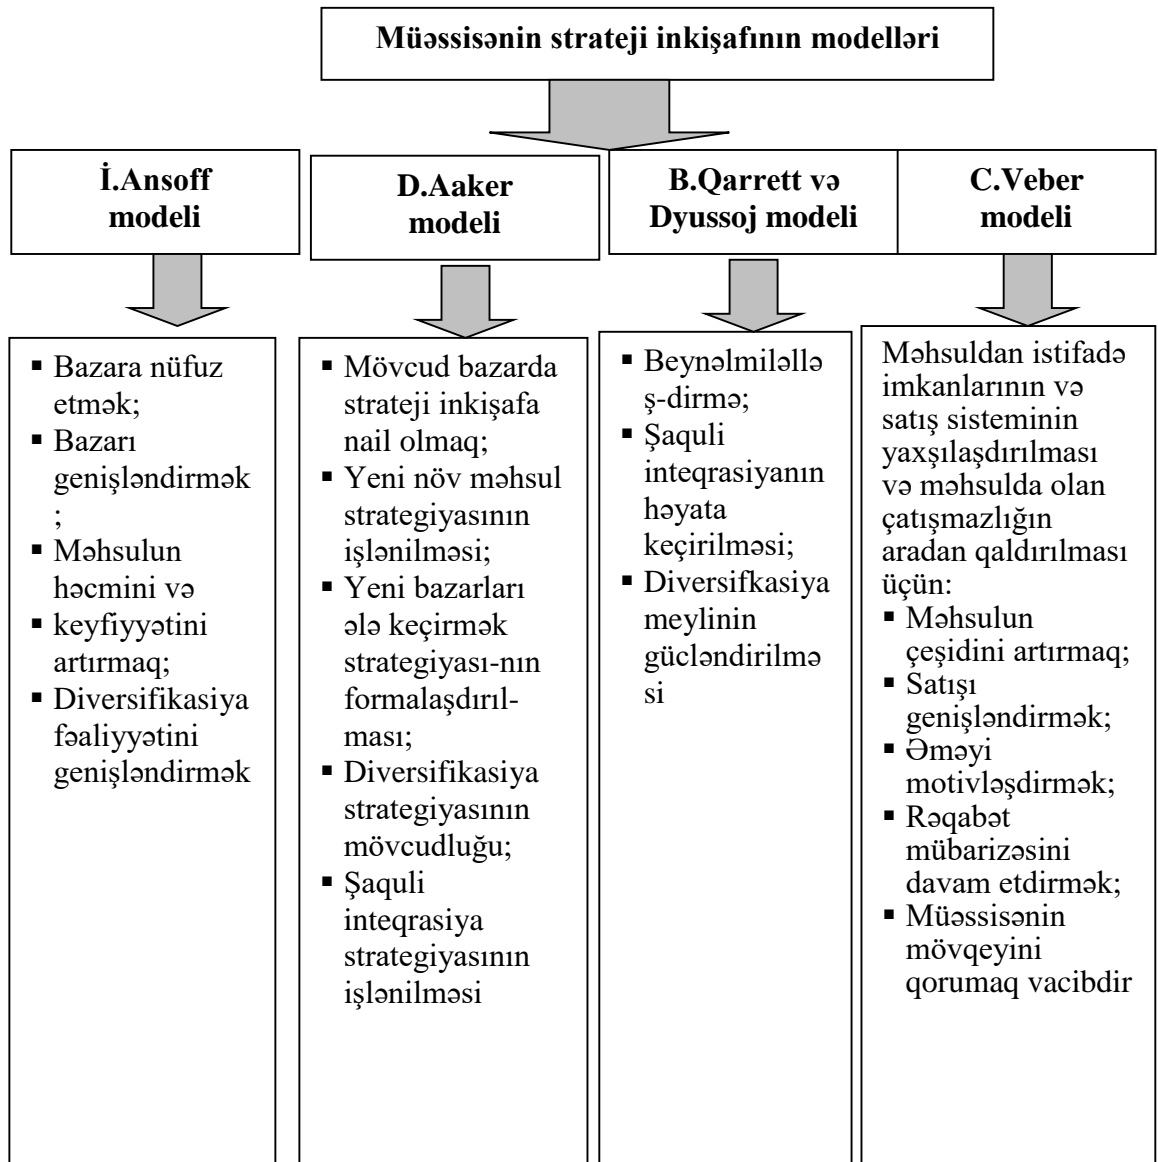 Müəssisənin strateji inkişafının modelləri
İ.Ansoff
modeli
D.Aaker
modeli
B.Qarrett və
Dyussoj modeli
C.Veber
modeli
▪ Bazara nüfuz
etmək;
▪ Bazarı
genişləndirmək
;
▪ Məhsulun
həcmini və
▪ keyfiyyətini
artırmaq;
▪ Diversifikasiya
fəaliyyətini
genişləndirmək
▪ Mövcud bazarda
strateji inkişafa
nail olmaq;
▪ Yeni növ məhsul
strategiyasının
işlənilməsi;
▪ Yeni bazarları
ələ keçirmək
strategiyası-nın
formalaşdırıl-
ması;
▪ Diversifikasiya
strategiyasının
mövcudluğu;
▪ Şaquli
inteqrasiya
strategiyasının
işlənilməsi
▪ Beynəlmiləllə
ş-dirmə;
▪ Şaquli
inteqrasiyanın
həyata
keçirilməsi;
▪ Diversifkasiya
meylinin
gücləndirilmə
si
Məhsuldan istifadə
imkanlarının və
satış sisteminin
yaxşılaşdırılması
və məhsulda olan
çatışmazlığın
aradan qaldırılması
üçün:
▪ Məhsulun
çeşidini artırmaq;
▪ Satışı
genişləndirmək;
▪ Əməyi
motivləşdirmək;
▪ Rəqabət
mübarizəsini
davam etdirmək;
▪ Müəssisənin
mövqeyini
qorumaq vacibdir